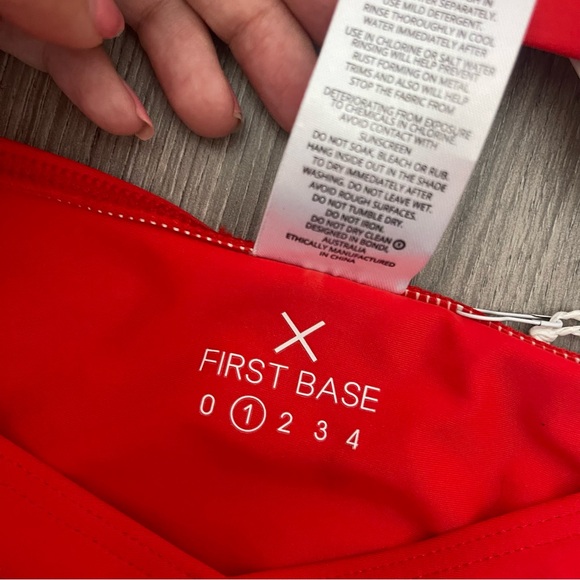 WATER SEPARATELY.
USE MILD DETERGENT.
RINSE THOROUGHLY IN COOL
WATER IMMEDIATELY AFTER
USE IN CHLORINE OR SALT WATER
RINSING WILL HELP PREVENT
RUST FORMING ON METAL
TRIMS AND ALSO WILL HELP
STOP THE FABRIC FROM
DETERIORATING FROM EXPOSURE
TO CHEMICALS IN CHLORINE.
AVOID CONTACT WITH
SUNSCREEN
DO NOT SOAK, BLEACH OR RUB.
HANG INSIDE OUT IN THE SHADE
TO DRY IMMEDIATELY AFTER
WASHING. DO NOT LEAVE WET.
AVOID ROUGH SURFACES.
DO NOT TUMBLE DRY.
DO NOT IRON.
DO NOT DRY CLEAN
DESIGNED IN BONDI,
AUSTRALIA
ETHICALLY MANUFACTURED
IN CHINA
FIRST BASE
0 1 2 3 4